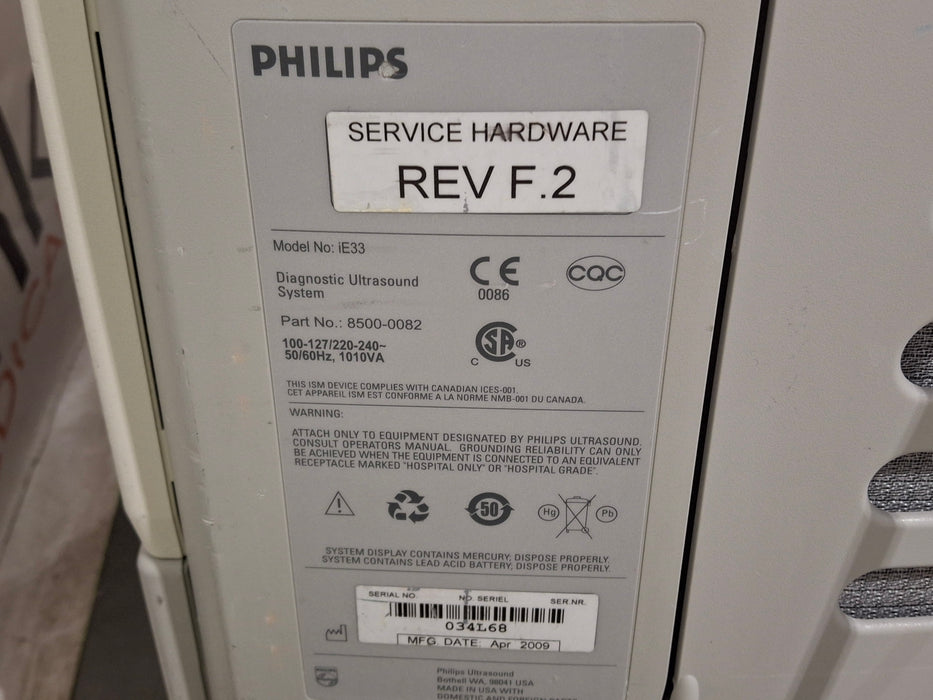 PHILIPS
SERVICE HARDWARE
REV F.2
Model No: iE33
Diagnostic Ultrasound
System
CE
0086
CQC
Part No.: 8500-0082
100-127/220-240~
50/60Hz, 1010VA
CSA®
C US
THIS ISM DEVICE COMPLIES WITH CANADIAN ICES-001.
CET APPAREIL ISM EST CONFORME A LA NORME NMB-001 DU CANADA.
WARNING:
ATTACH ONLY TO EQUIPMENT DESIGNATED BY PHILIPS ULTRASOUND.
CONSULT OPERATORS MANUAL. GROUNDING RELIABILITY CAN ONLY
BE ACHIEVED WHEN THE EQUIPMENT IS CONNECTED TO AN EQUIVALENT
RECEPTACLE MARKED "HOSPITAL ONLY" OR "HOSPITAL GRADE".
50
Hg
Pb
SYSTEM DISPLAY CONTAINS MERCURY; DISPOSE PROPERLY.
SYSTEM CONTAINS LEAD ACID BATTERY; DISPOSE PROPERLY.
SERIAL NO. NO. SERIEL SER.NR.
034L68
MFG DATE: Apr 2009
Philips Ultrasound
Bothell WA, 98041 USA
MADE IN USA WITH
DOMESTIC AND FOREIGN PARTS